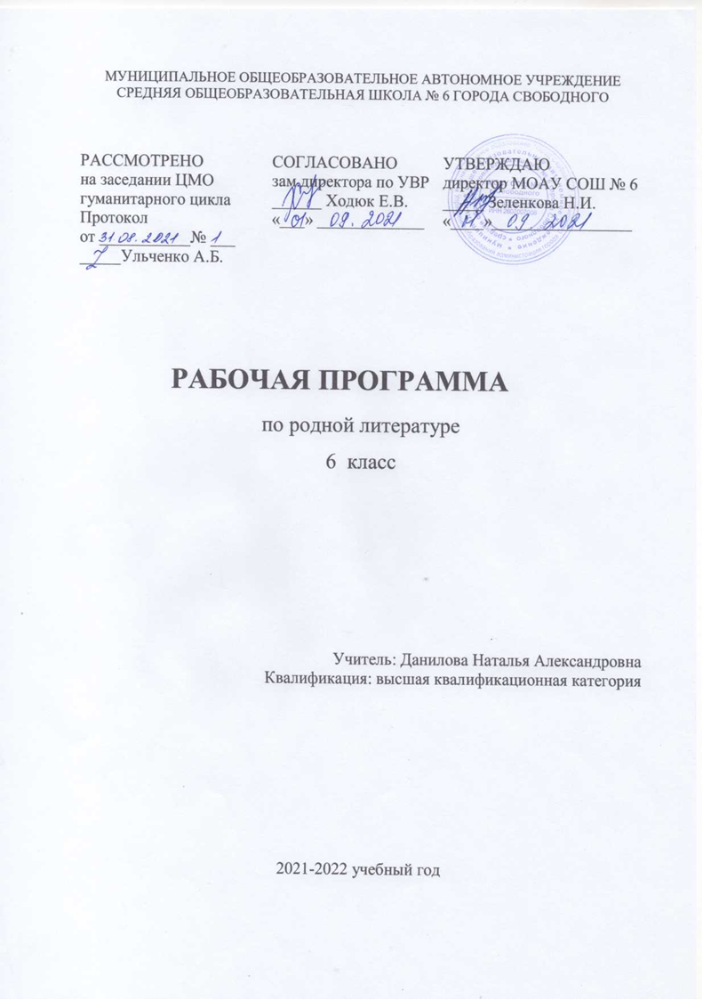 МУНИЦИПАЛЬНОЕ ОБЩЕОБРАЗОВАТЕЛЬНОЕ АВТОНОМНОЕ УЧРЕЖДЕНИЕ
СРЕДНЯЯ ОБЩЕОБРАЗОВАТЕЛЬНАЯ ШКОЛА № 6 ГОРОДА СВОБОДНОГО
РАССМОТРЕНО
на заседании ЦМО
гуманитарного цикла
Протокол
от 31 08. 2021 № 1
_____Ульченко А.Б.
СОГЛАСОВАНО
зам.директора по УВР
______ Ходюк Е.В.
« 01 » 09. 2021
УТВЕРЖДАЮ
директор МОАУ СОШ № 6
______Зеленкова Н.И.
« » 09. 2021
РАБОЧАЯ ПРОГРАММА
по родной литературе
6 класс
Учитель: Данилова Наталья Александровна
Квалификация: высшая квалификационная категория
2021-2022 учебный год